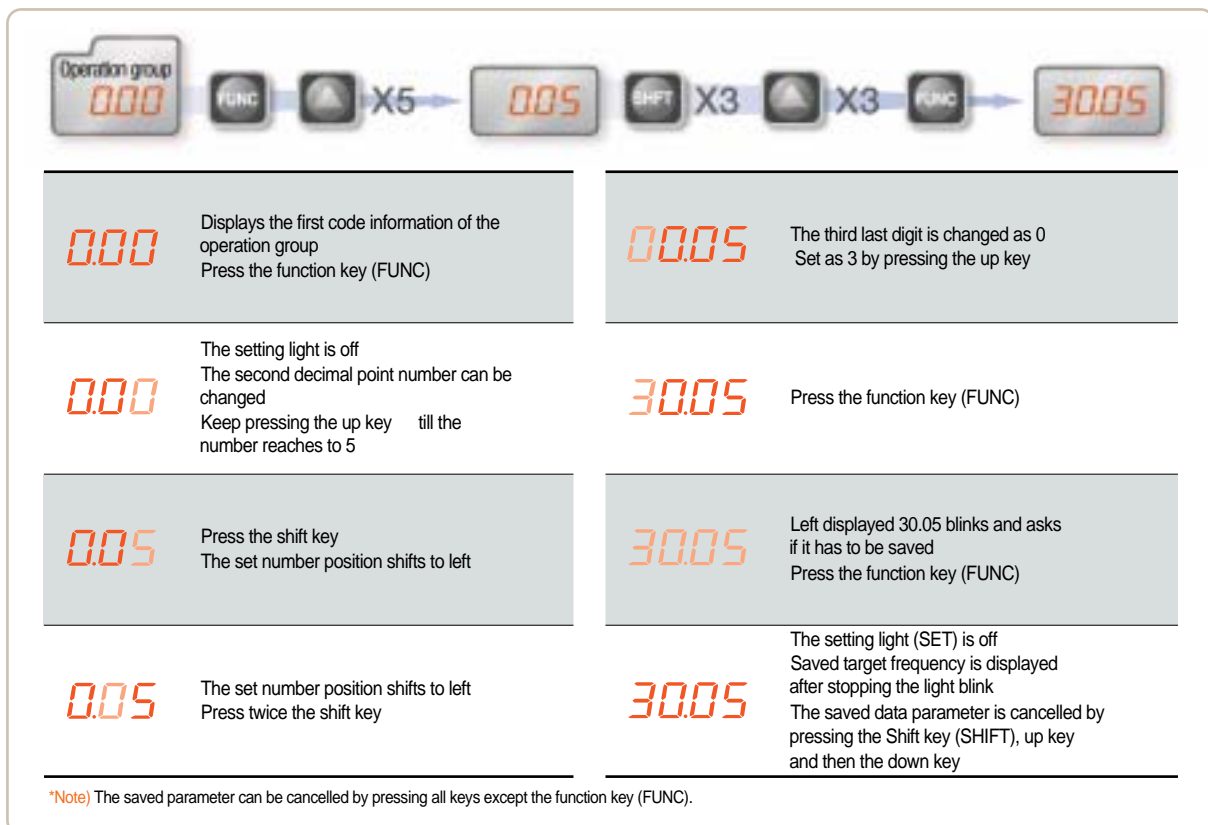 Operation group
0.00
FUNC
X5
0.05
SHFT
X3
X3
FUNC
30.05
0.00
Displays the first code information of the
operation group
Press the function key (FUNC)
0.00
The setting light is off
The second decimal point number can be
changed
Keep pressing the up key till the
number reaches to 5
0.05
Press the shift key
The set number position shifts to left
0.05
The set number position shifts to left
Press twice the shift key
00.05
The third last digit is changed as 0
Set as 3 by pressing the up key
30.05
Press the function key (FUNC)
30.05
Left displayed 30.05 blinks and asks
if it has to be saved
Press the function key (FUNC)
30.05
The setting light (SET) is off
Saved target frequency is displayed
after stopping the light blink
The saved data parameter is cancelled by
pressing the Shift key (SHIFT), up key
and then the down key
*Note) The saved parameter can be cancelled by pressing all keys except the function key (FUNC).